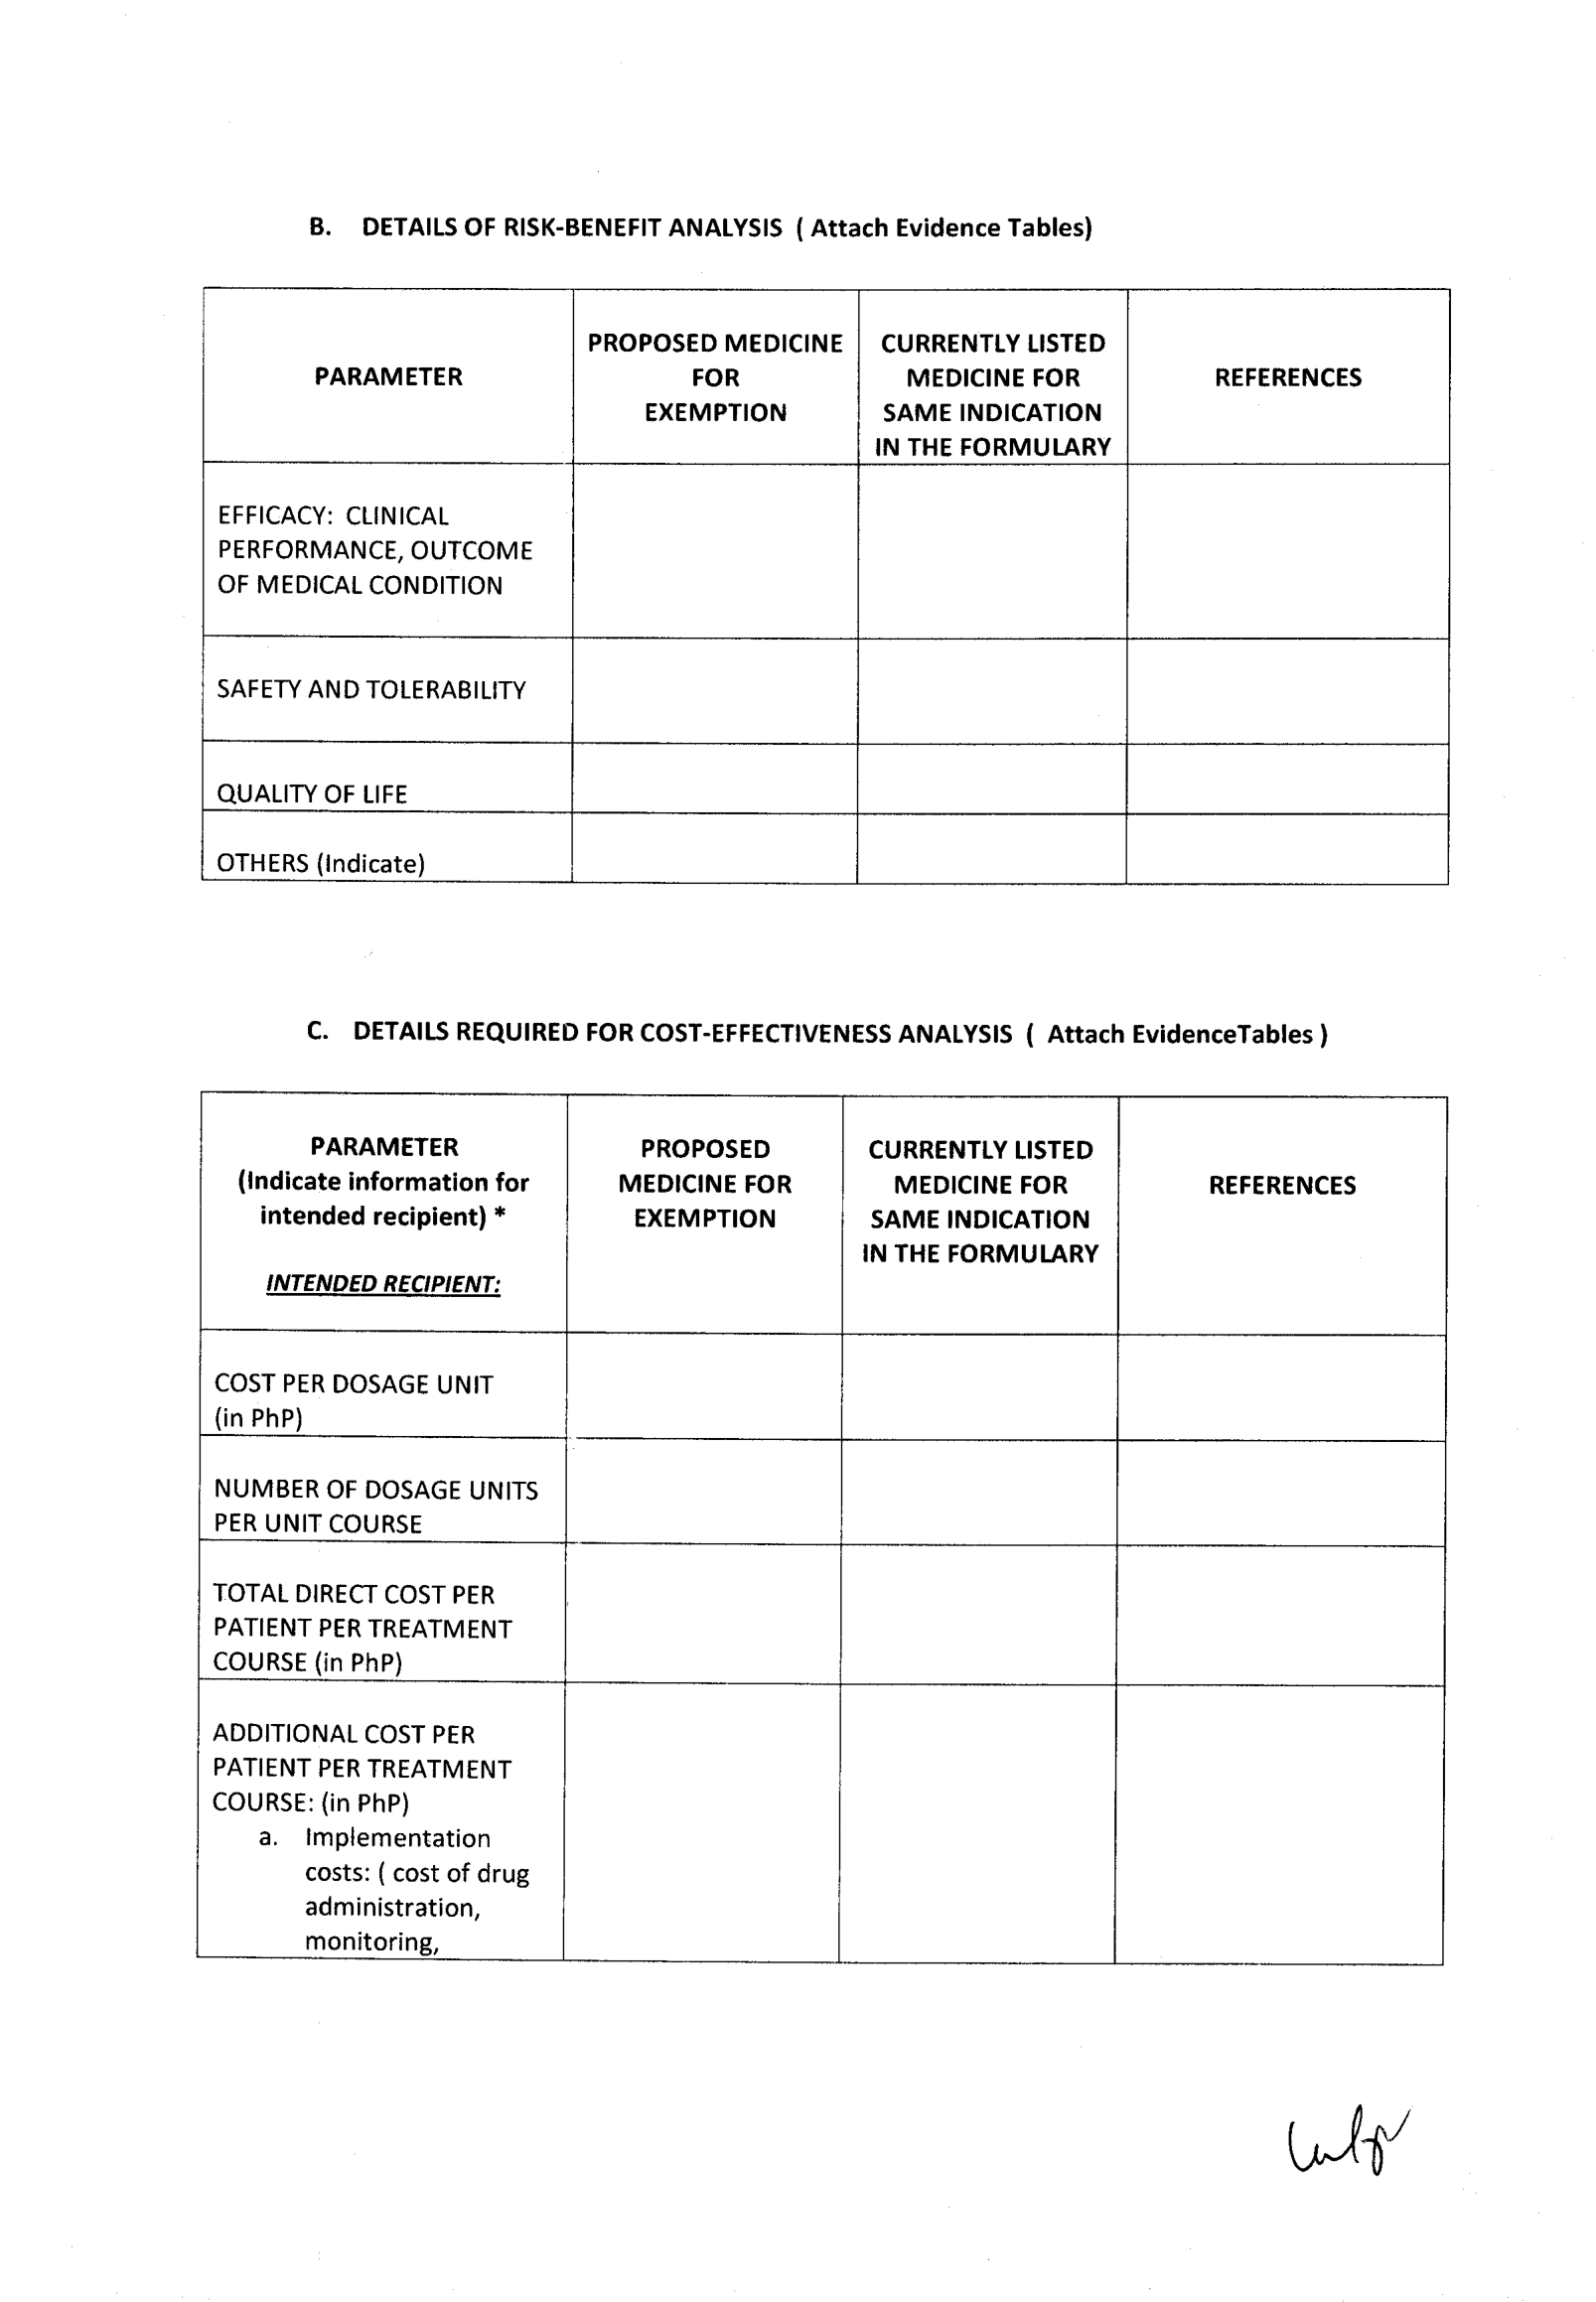 B. DETAILS OF RISK-BENEFIT ANALYSIS ( Attach Evidence Tables)
PARAMETER
PROPOSED MEDICINE
FOR
EXEMPTION
CURRENTLY LISTED
MEDICINE FOR
SAME INDICATION
IN THE FORMULARY
REFERENCES
EFFICACY: CLINICAL
PERFORMANCE, OUTCOME
OF MEDICAL CONDITION
SAFETY AND TOLERABILITY
QUALITY OF LIFE
OTHERS (Indicate)
C. DETAILS REQUIRED FOR COST-EFFECTIVENESS ANALYSIS ( Attach EvidenceTables )
PARAMETER
(Indicate information for
intended recipient) *
INTENDED RECIPIENT:
PROPOSED
MEDICINE FOR
EXEMPTION
CURRENTLY LISTED
MEDICINE FOR
SAME INDICATION
IN THE FORMULARY
REFERENCES
COST PER DOSAGE UNIT
(in PhP)
NUMBER OF DOSAGE UNITS
PER UNIT COURSE
TOTAL DIRECT COST PER
PATIENT PER TREATMENT
COURSE (in PhP)
ADDITIONAL COST PER
PATIENT PER TREATMENT
COURSE: (in PhP)
a. Implementation
costs: ( cost of drug
administration,
monitoring,